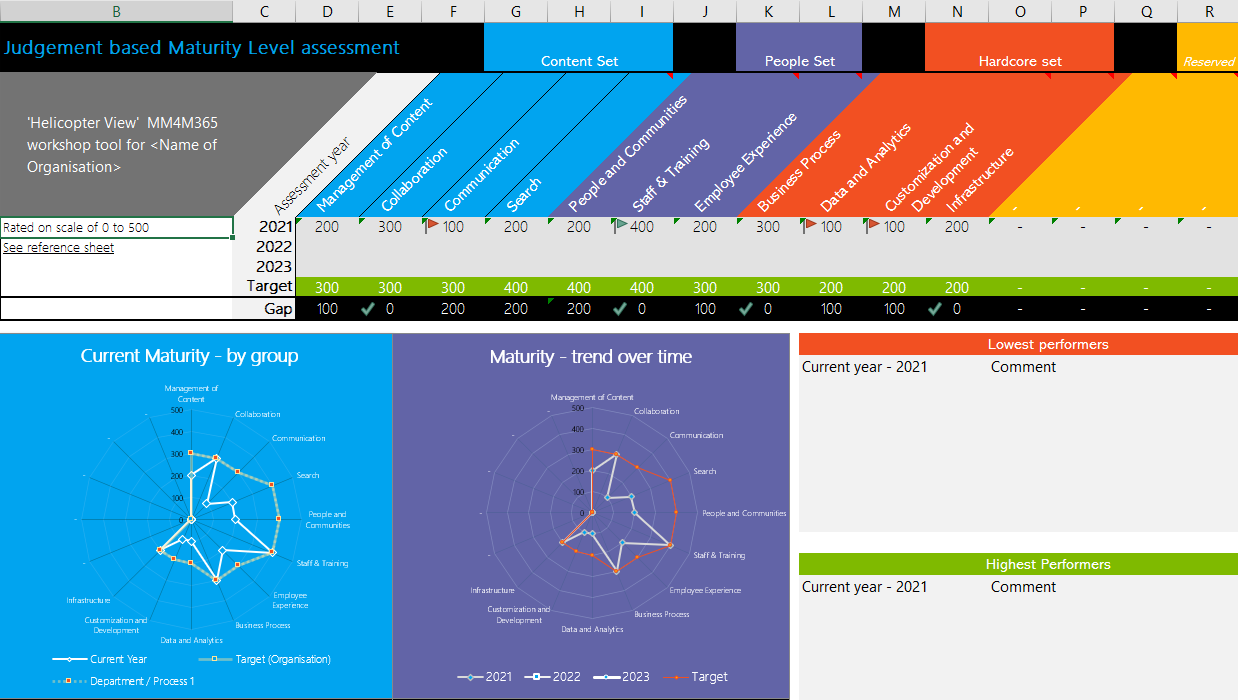 B C D E F G H I J K L M N O P Q R
Judgement based Maturity Level assessment
Content Set
People Set
Hardcore set
Reserved
'Helicopter View' MM4M365
workshop tool for <Name of
Organisation>
Assessment year
Management of Content
Collaboration
Communication
Search
People and Communities
Staff & Training
Employee Experience
Business Process
Data and Analytics
Customization and
Development
Infrastructure
- - - -
Rated on scale of 0 to 500
2021 200 300 100 200 200 400 200 300 100 100 200 - - - -
See reference sheet
2022
2023
Target 300 300 300 400 400 400 300 300 200 200 200 - - - -
Gap 100 0 200 200 200 0 100 0 100 100 0 - - - -
Current Maturity - by group
Management of
Content
Collaboration
Communication
Search
People and
Communities
Staff & Training
Employee
Experience
Business Process
Data and Analytics
Customization and
Development
Infrastructure
-
-
-
-
-
500
400
300
200
100
0
Current Year
Target (Organisation)
Department / Process 1
Maturity - trend over time
Management of Content
Collaboration
Communication
Search
People and Communities
Staff & Training
Employee Experience
Business Process
Data and Analytics
Customization and
Development
Infrastructure
-
-
-
-
-
500
400
300
200
100
0
2021 2022 2023 Target
Lowest performers
Current year - 2021 Comment
Highest Performers
Current year - 2021 Comment